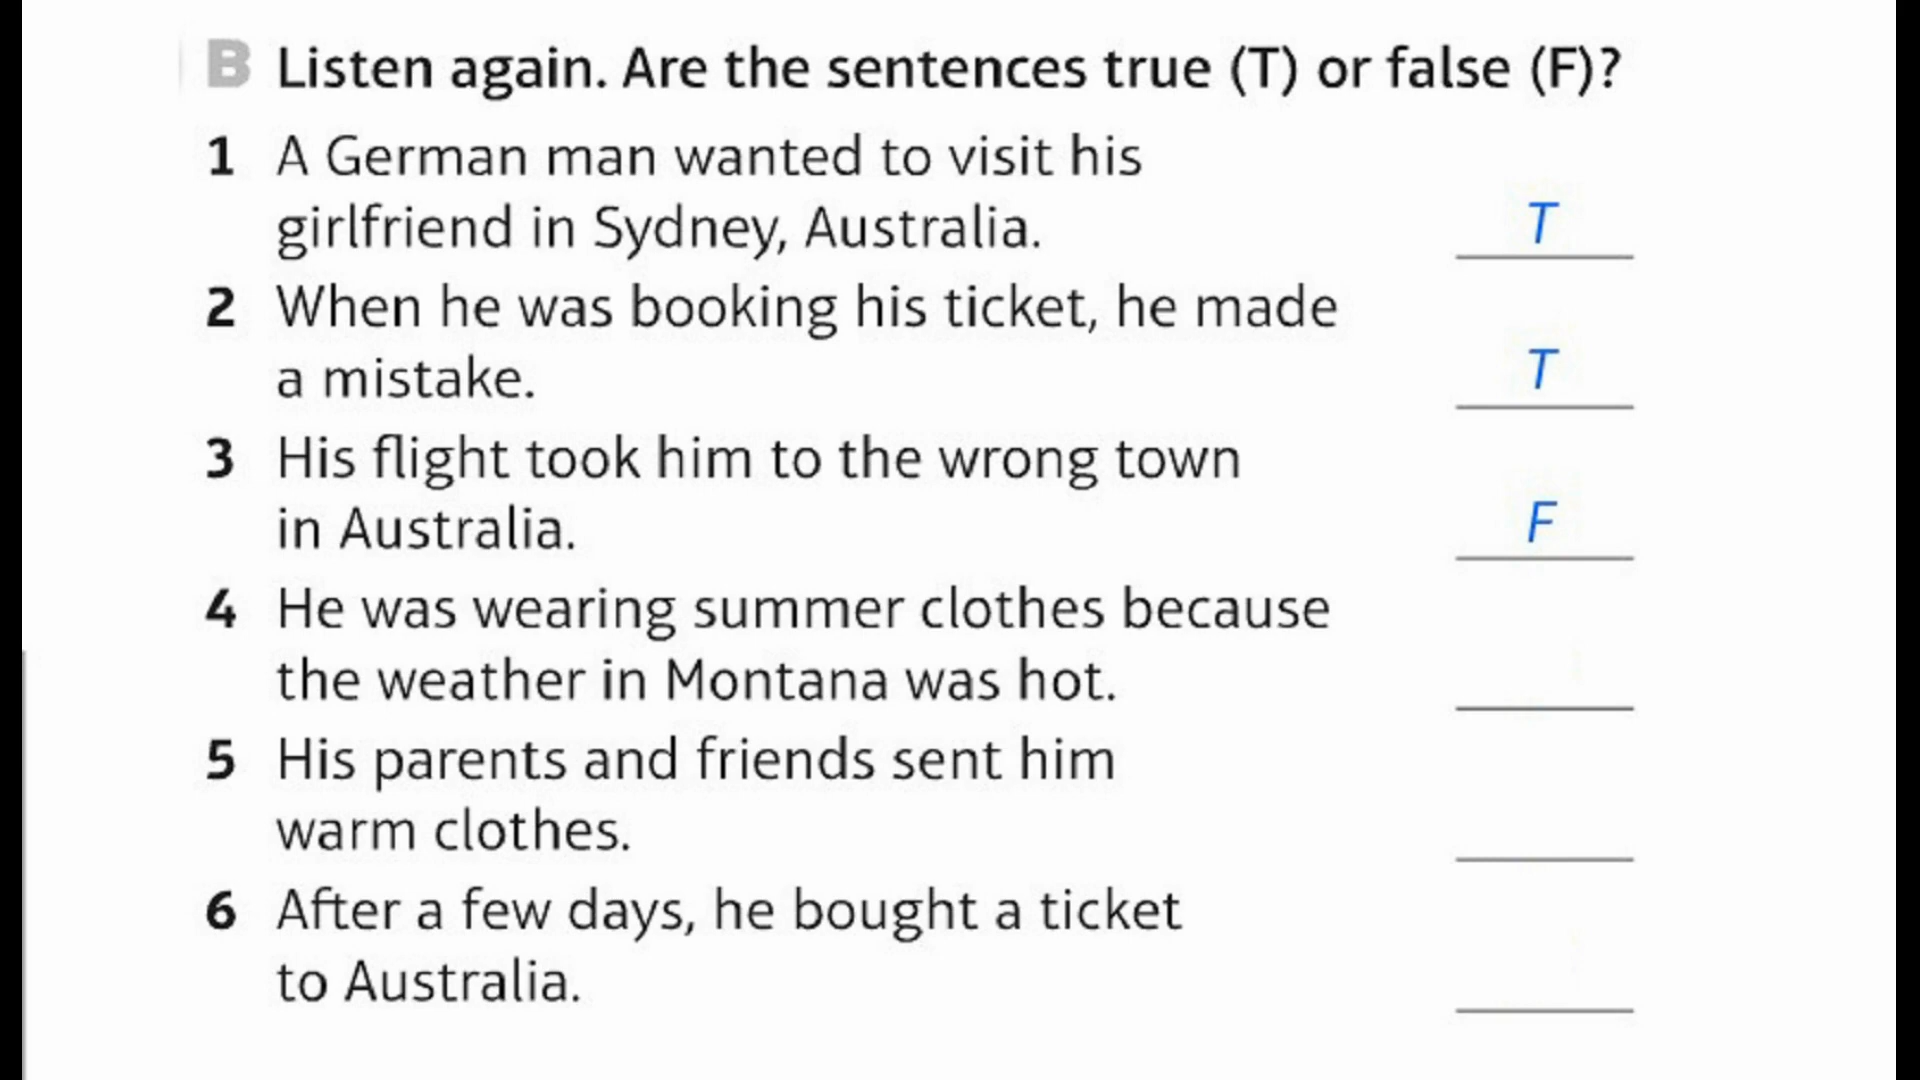 B Listen again. Are the sentences true (T) or false (F)?
1 A German man wanted to visit his
girlfriend in Sydney, Australia. T
2 When he was booking his ticket, he made
a mistake. T
3 His flight took him to the wrong town
in Australia. F
4 He was wearing summer clothes because
the weather in Montana was hot.
5 His parents and friends sent him
warm clothes.
6 After a few days, he bought a ticket
to Australia.